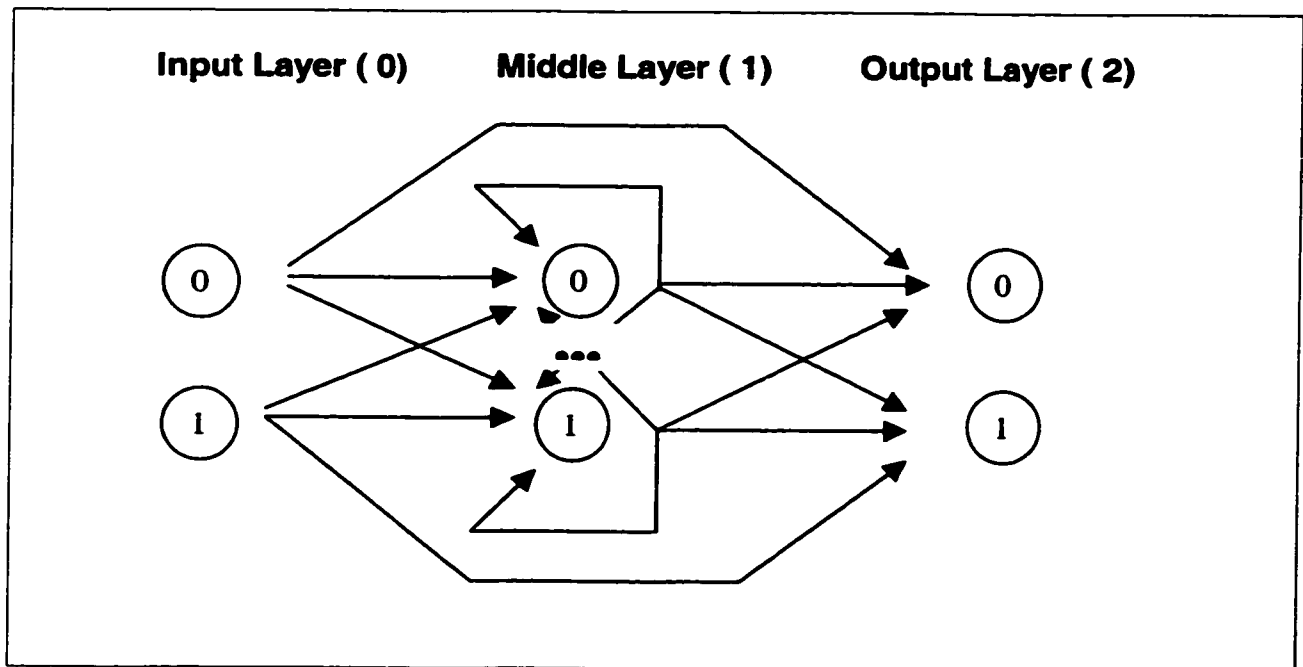 Input Layer ( 0) Middle Layer ( 1) Output Layer ( 2)
0 0 0
•••
1 1 1